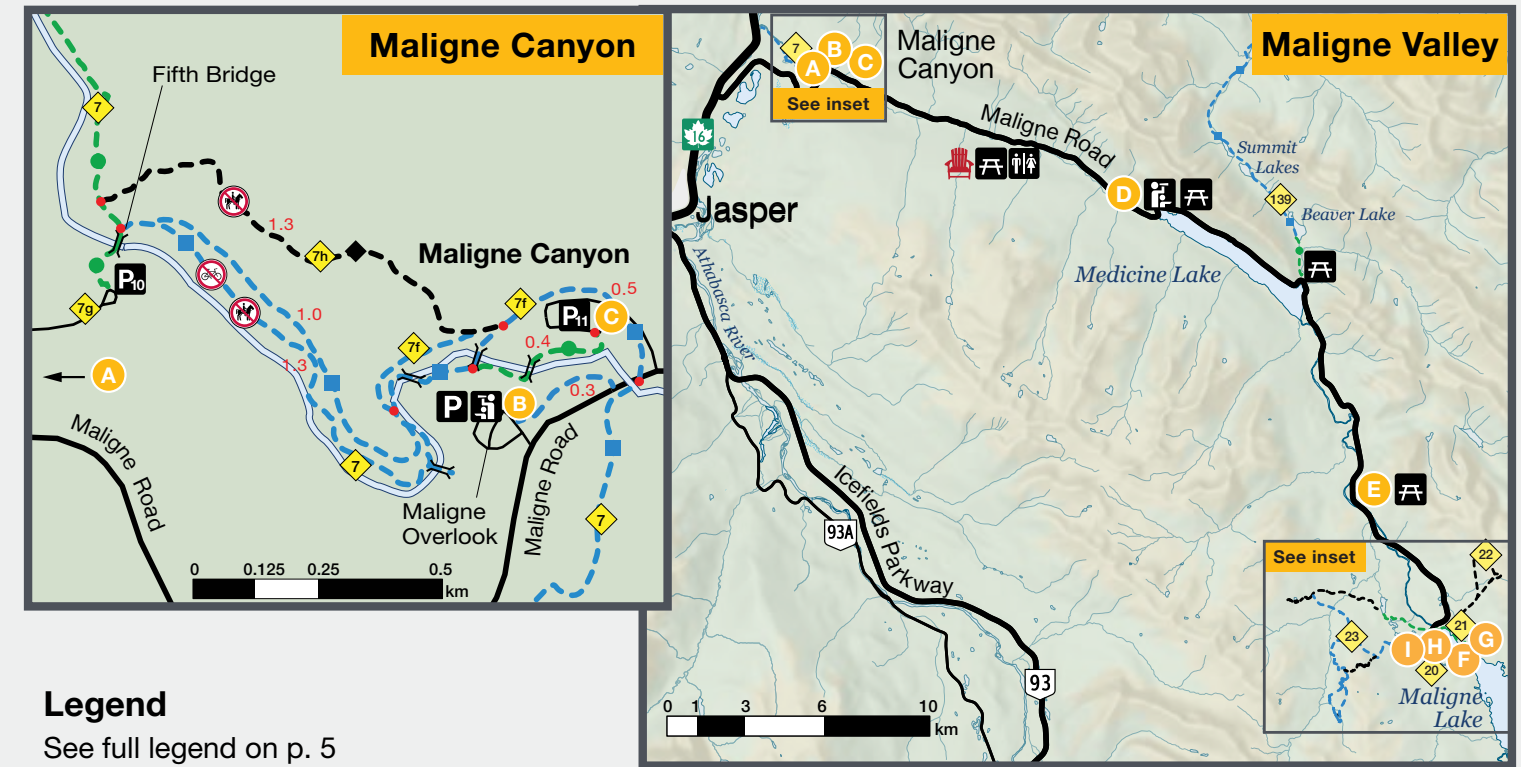 Maligne Canyon
Fifth Bridge
7
1.3
7h
Maligne Canyon
P10
7g
1.0
7f
0.5
P11
C
7f
0.4
1.3
A
P
B
0.3
Maligne Road
7
Maligne
Overlook
Maligne Road
7
0 0.125 0.25 0.5
km
Legend
See full legend on p. 5
Maligne Valley
7
A
B
C
See inset
Maligne
Canyon
16
Maligne Road
Jasper
D
Summit
Lakes
139
Beaver Lake
Medicine Lake
Athabasca River
Icefields Parkway
93A
93
E
See inset
22
21
23
I
H
G
F
20
Maligne
Lake
0 1 3 6 10
km